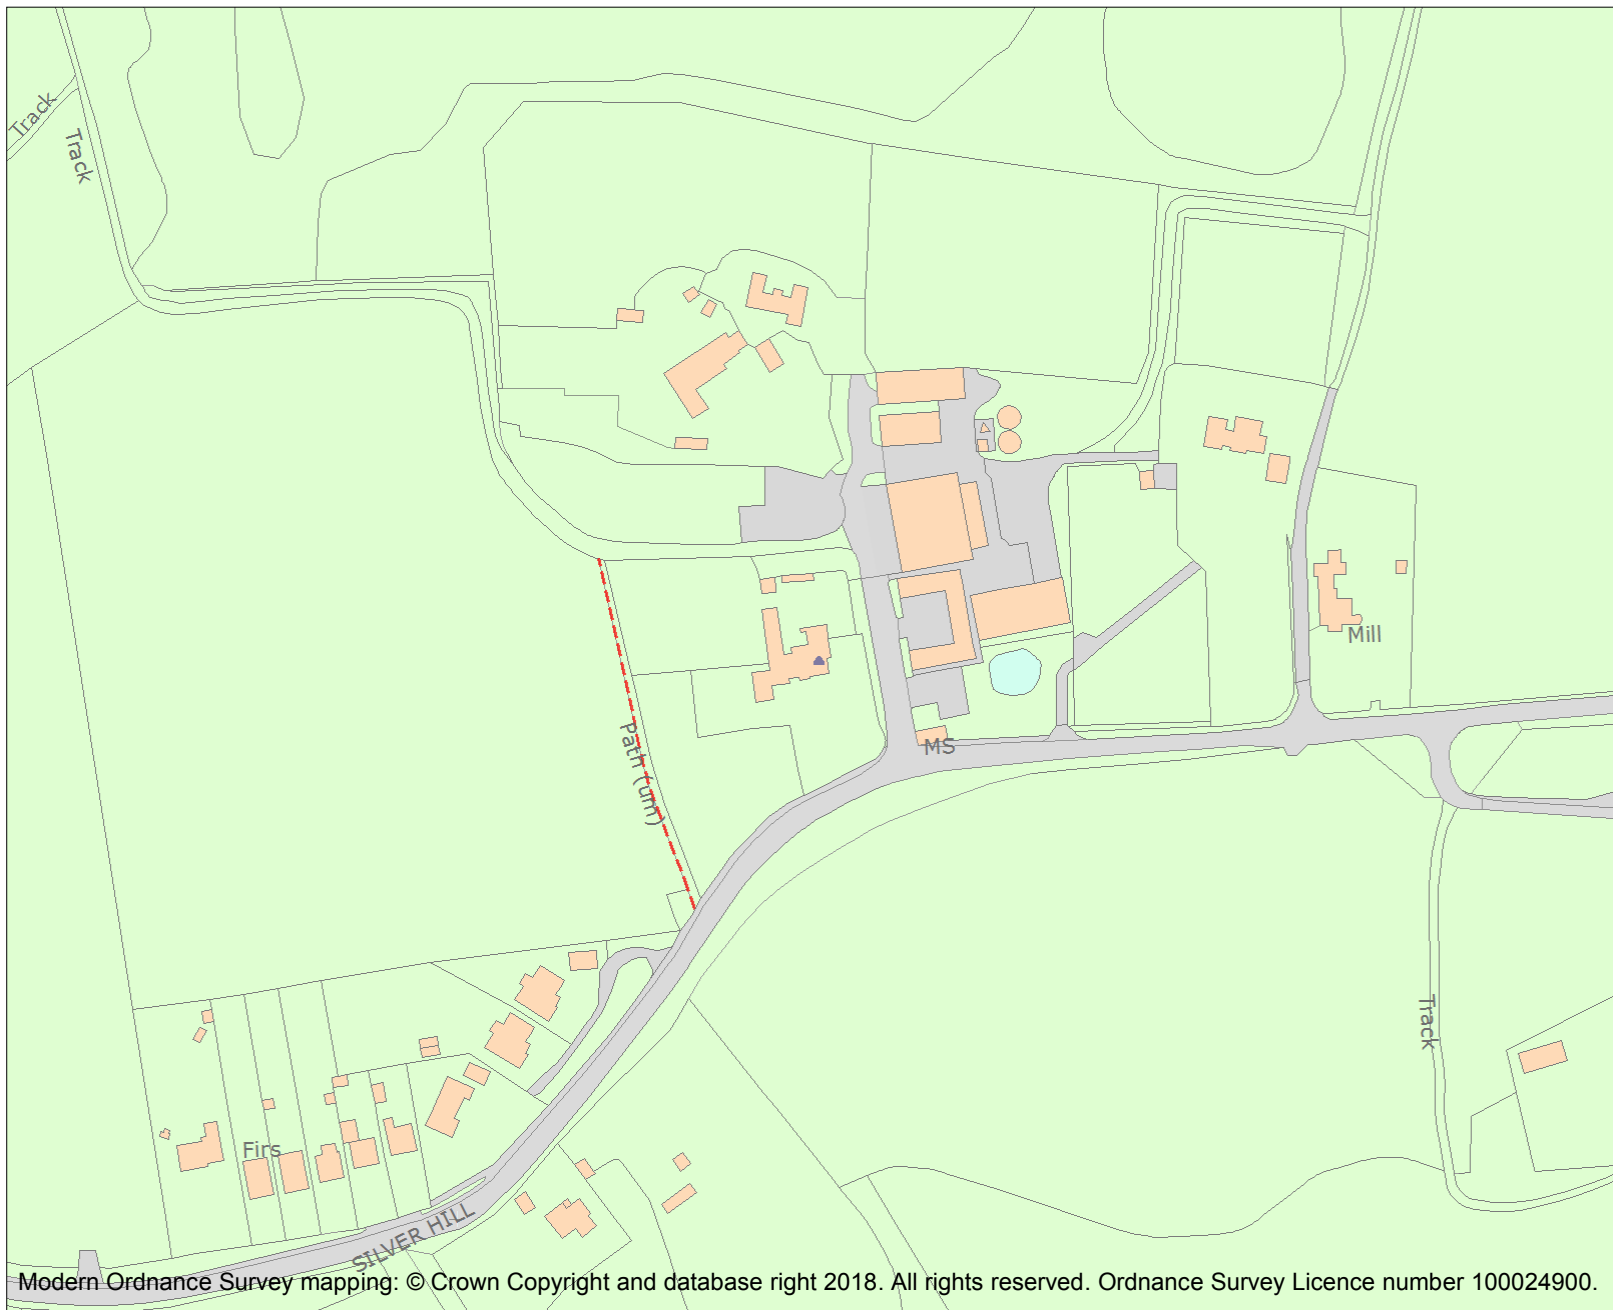 Track
Track
Mill
Path (um)
MS
Track
Firs
SILVER HILL
Modern Ordnance Survey mapping: © Crown Copyright and database right 2018. All rights reserved. Ordnance Survey Licence number 100024900.